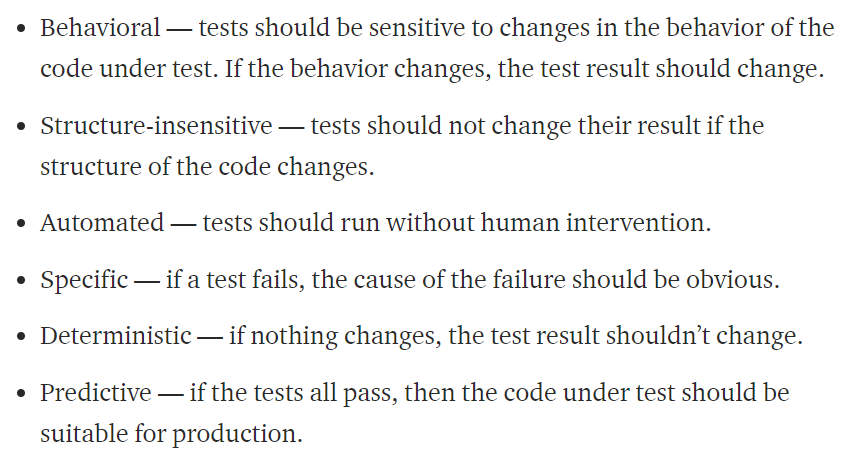 • Behavioral — tests should be sensitive to changes in the behavior of the
code under test. If the behavior changes, the test result should change.
• Structure-insensitive — tests should not change their result if the
structure of the code changes.
• Automated — tests should run without human intervention.
• Specific — if a test fails, the cause of the failure should be obvious.
• Deterministic — if nothing changes, the test result shouldn’t change.
• Predictive — if the tests all pass, then the code under test should be
suitable for production.